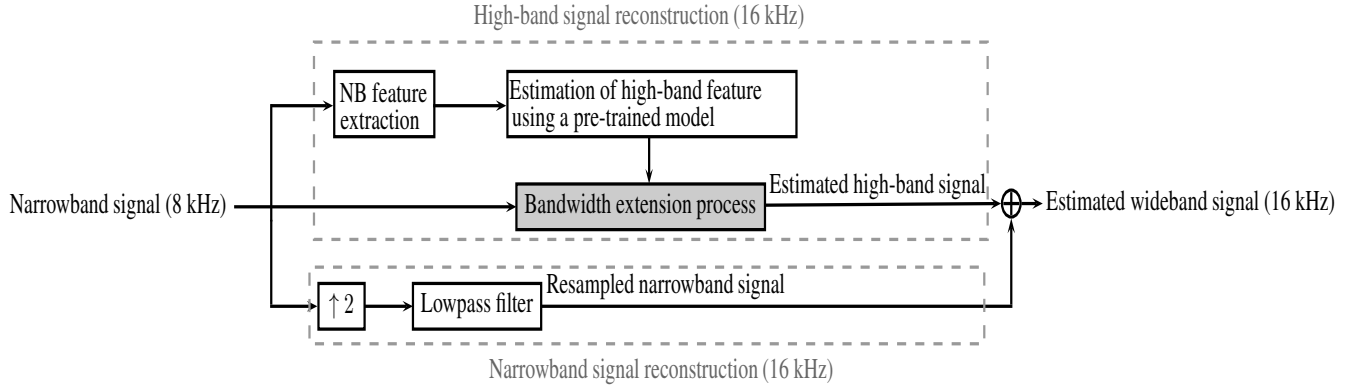 High-band signal reconstruction (16 kHz)
NB feature
extraction
Estimation of high-band feature
using a pre-trained model
Narrowband signal (8 kHz)
Bandwidth extension process
Estimated high-band signal
Estimated wideband signal (16 kHz)
↑ 2
Lowpass filter
Resampled narrowband signal
Narrowband signal reconstruction (16 kHz)